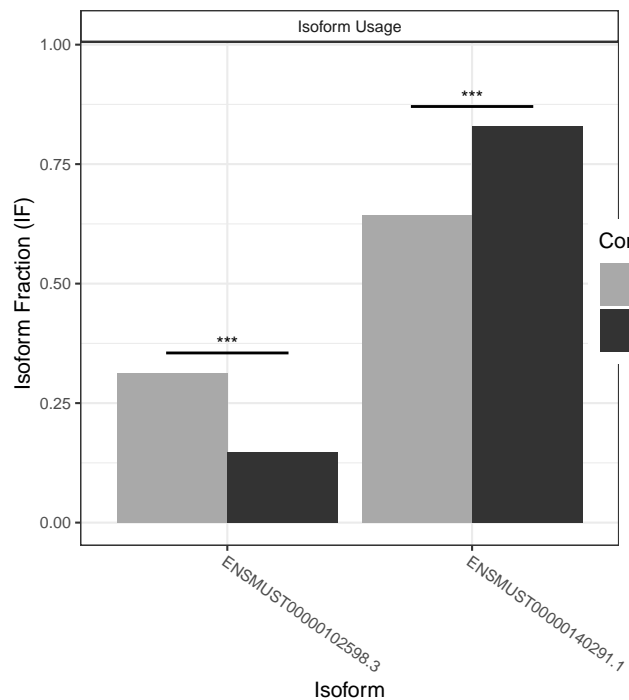 Isoform Usage
1.00
***
0.75
Isoform Fraction (IF)
0.50
***
0.25
0.00
ENSMUST00000102598.3
ENSMUST00000140291.1
Isoform